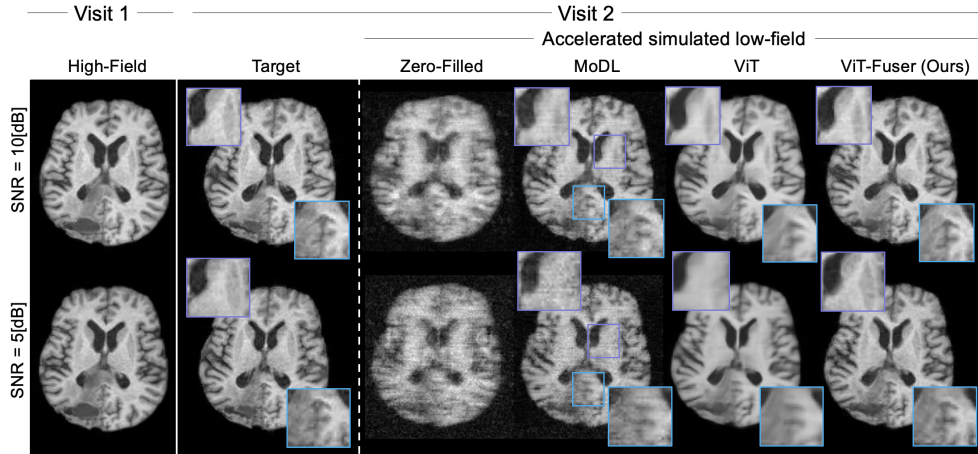 Visit 1
Visit 2
Accelerated simulated low-field
High-Field
Target
Zero-Filled
MoDL
ViT
ViT-Fuser (Ours)
SNR = 10[dB]
SNR = 5[dB]